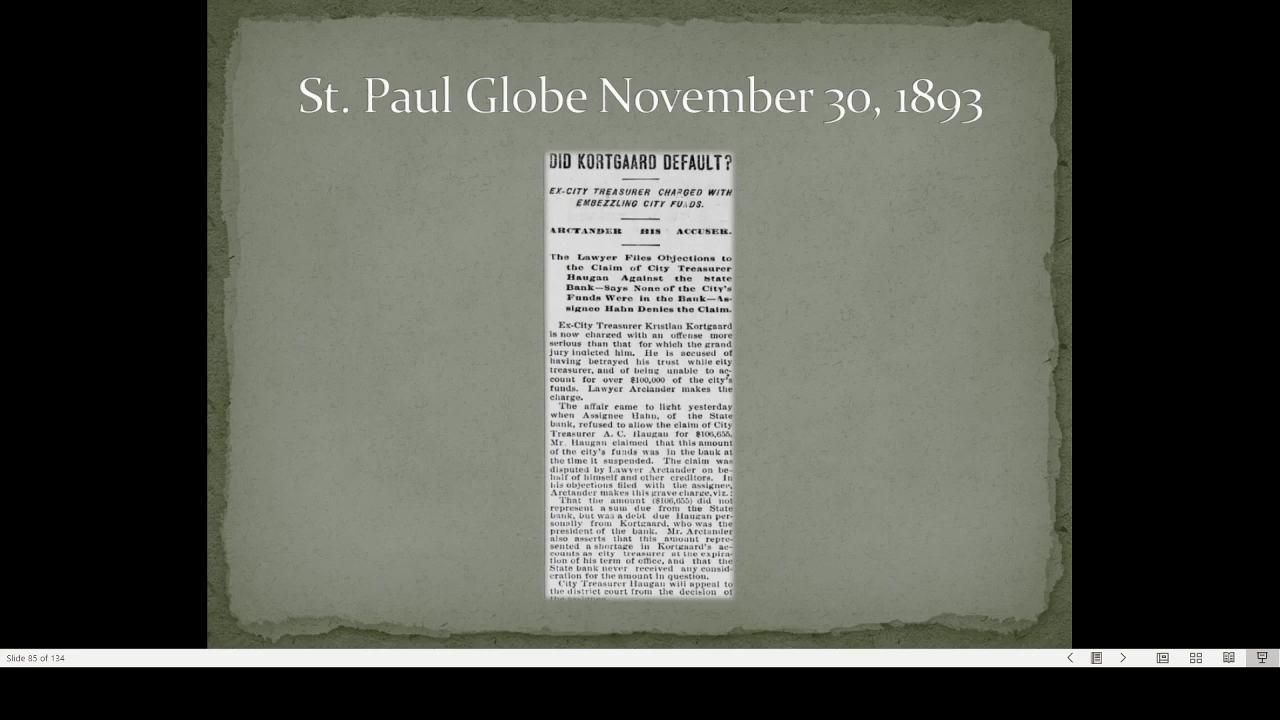 St. Paul Globe November 30, 1893
DID KORTGAARD DEFAULT?
EX-CITY TREASURER CHARGED WITH
EMBEZZLING CITY FUNDS.
ARCTANDER HIS ACCUSER.
The Lawyer Files Objections to
the Claim of City Treasurer
Haugan Against the State
Bank—Says None of the City's
Funds Were in the Bank—As-
signee Hahn Denies the Claim.
Ex-City Treasurer Kristian Kortgaard
is now charged with an offense more
serious than that for which the grand
jury indicted him. He is accused of
having betrayed his trust while city
treasurer, and of being unable to ac-
count for over $100,000 of the city's
funds. Lawyer Arctander makes the
charge.
The affair came to light yesterday
when Assignee Hahn, of the State
bank, refused to allow the claim of City
Treasurer A. C. Haugan for $106,655.
Mr. Haugan claimed that this amount
of the city's funds was in the bank at
the time it suspended. The claim was
disputed by Lawyer Arctander on be-
half of himself and other creditors. In
his objections filed with the assignee,
Arctander makes this grave charge, viz.:
That the amount ($106,655) did not
represent a sum due from the State
bank, but was a debt due Haugan per-
sonally from Kortgaard, who was the
president of the bank. Mr. Arctander
also asserts that this amount repre-
sented a shortage in Kortgaard's ac-
counts as city treasurer at the expira-
tion of his term of office, and that the
State bank never received any consid-
eration for the amount in question.
City Treasurer Haugan will appeal to
the district court from the decision of
Slide 85 of 134